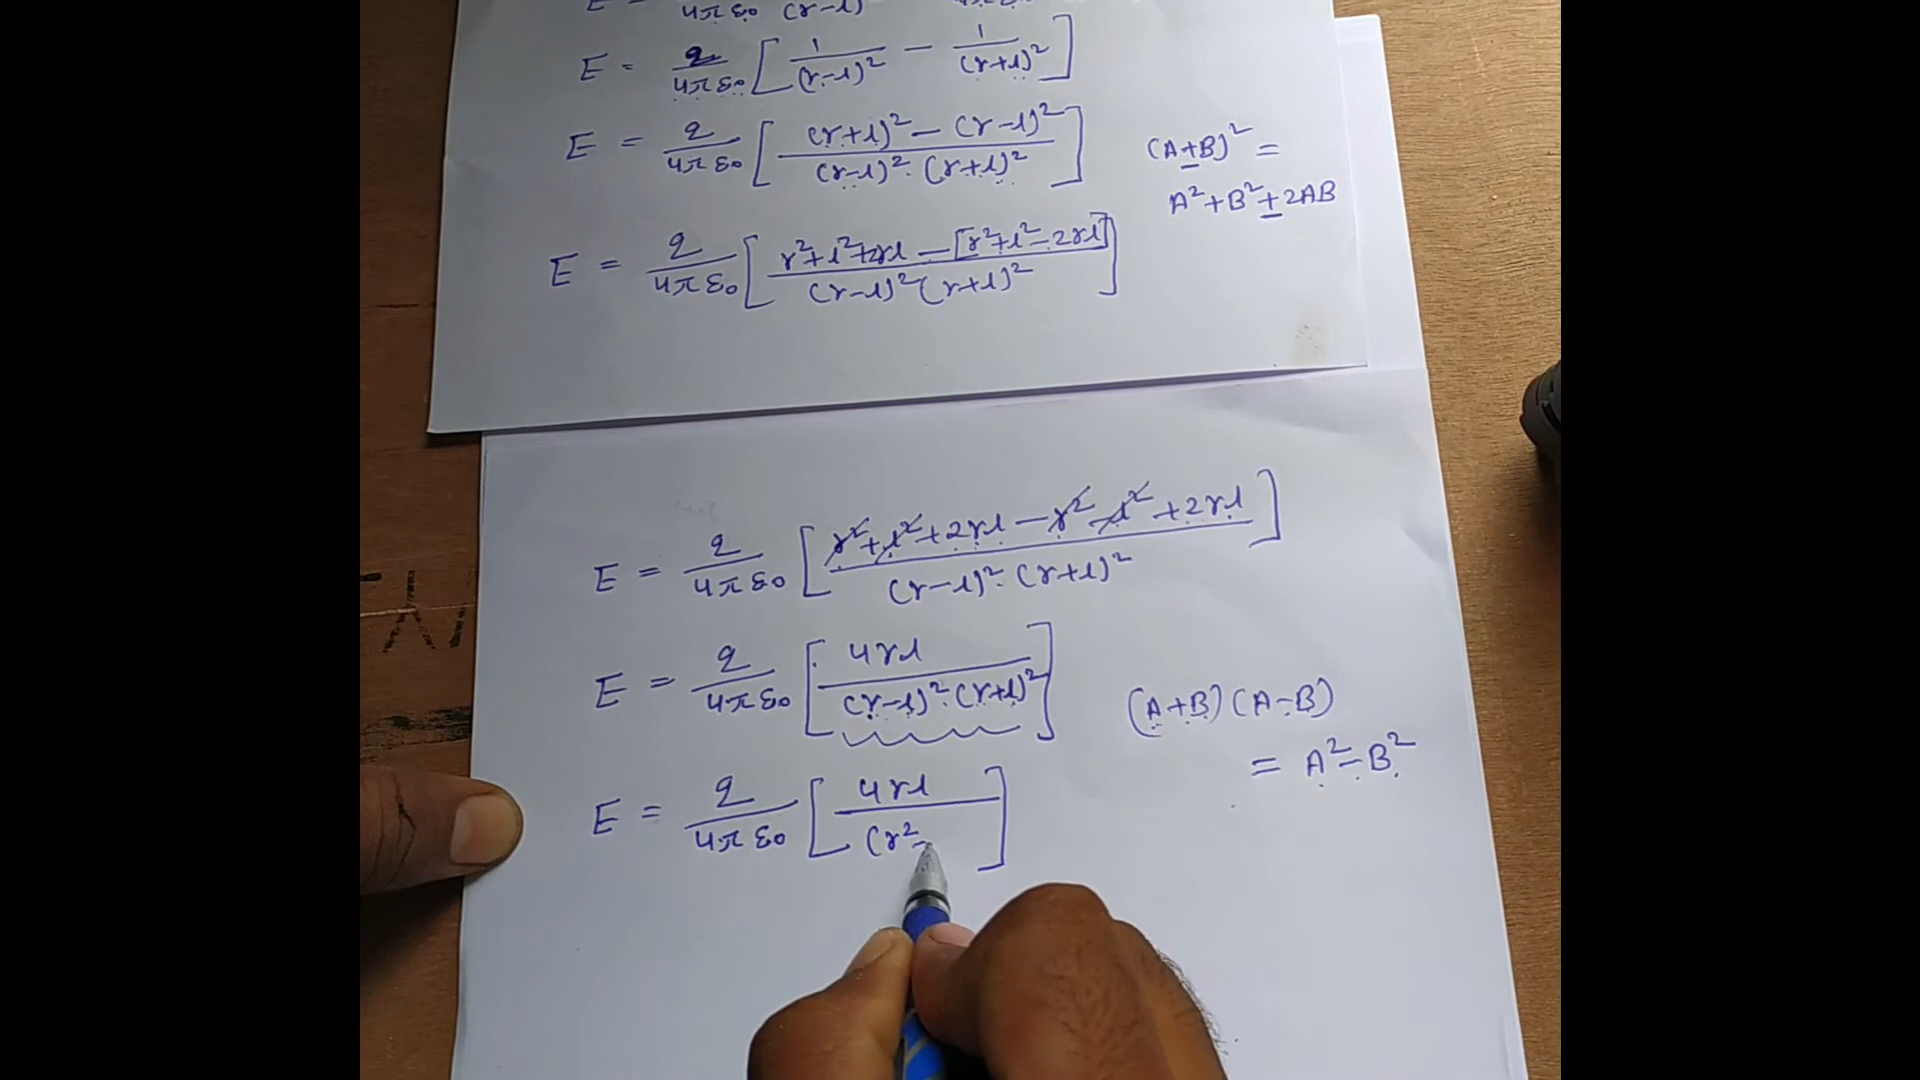 E = q/4πε₀ [1/(r-l)² - 1/(r+l)²]
E = q/4πε₀ [(r+l)² - (r-l)² / (r-l)² · (r+l)²]
(A+B)² =
A²+B²+2AB
E = q/4πε₀ [r²+l²+2rl - [r²+l²-2rl] / (r-l)² (r+l)²]
E = q/4πε₀ [r²+l²+2rl - r² - l² + 2rl / (r-l)² · (r+l)²]
E = q/4πε₀ [4rl / (r-l)² · (r+l)²]
(A+B)(A-B)
= A²-B²
E = q/4πε₀ [4rl / (r²-]